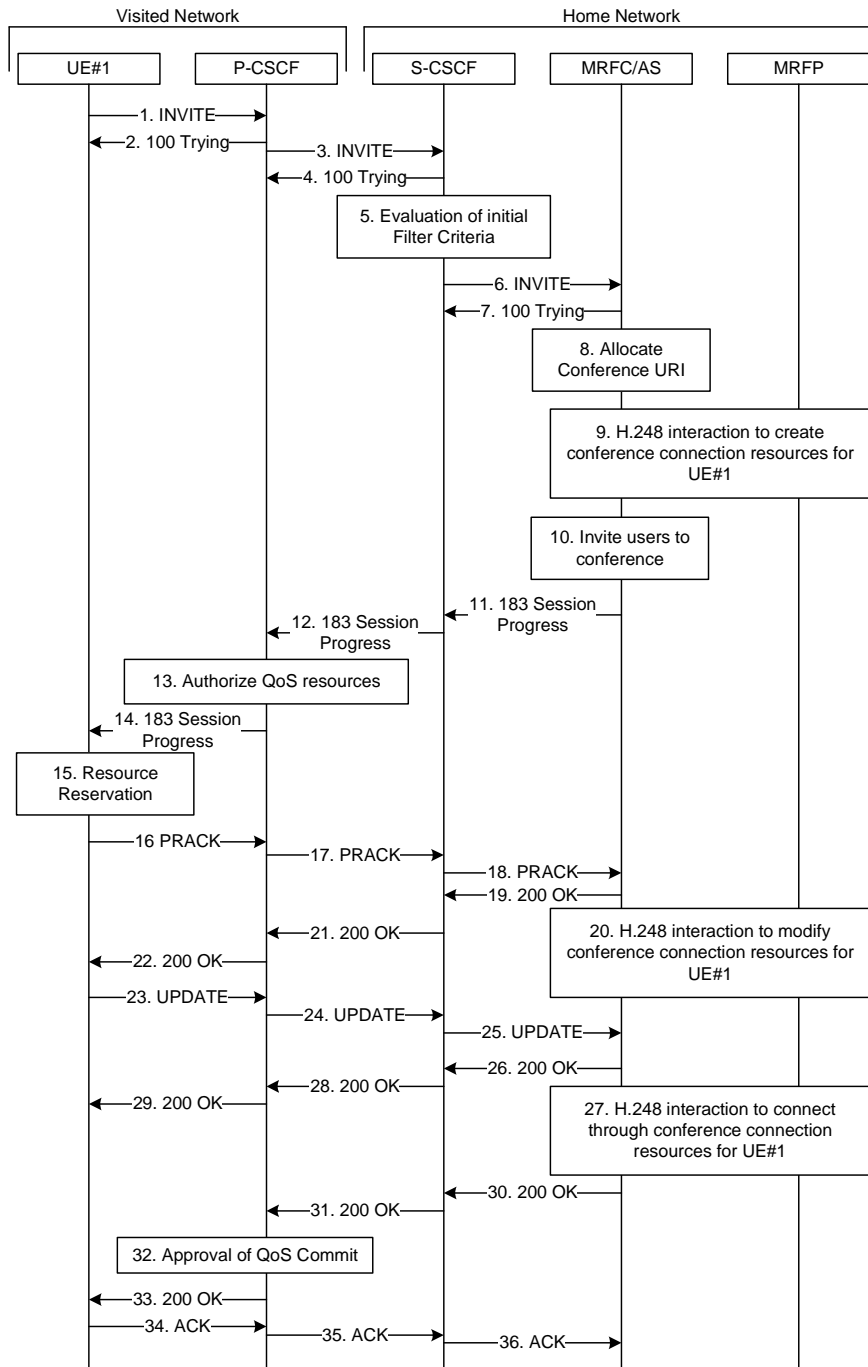 Visited Network
Home Network
UE#1
P-CSCF
S-CSCF
MRFC/AS
MRFP
1. INVITE
2. 100 Trying
3. INVITE
4. 100 Trying
5. Evaluation of initial
Filter Criteria
6. INVITE
7. 100 Trying
8. Allocate
Conference URI
9. H.248 interaction to create
conference connection resources for
UE#1
10. Invite users to
conference
11. 183 Session
Progress
12. 183 Session
Progress
13. Authorize QoS resources
14. 183 Session
Progress
15. Resource
Reservation
16 PRACK
17. PRACK
18. PRACK
19. 200 OK
20. H.248 interaction to modify
conference connection resources for
UE#1
21. 200 OK
22. 200 OK
23. UPDATE
24. UPDATE
25. UPDATE
26. 200 OK
27. H.248 interaction to connect
through conference connection
resources for UE#1
28. 200 OK
29. 200 OK
30. 200 OK
31. 200 OK
32. Approval of QoS Commit
33. 200 OK
34. ACK
35. ACK
36. ACK